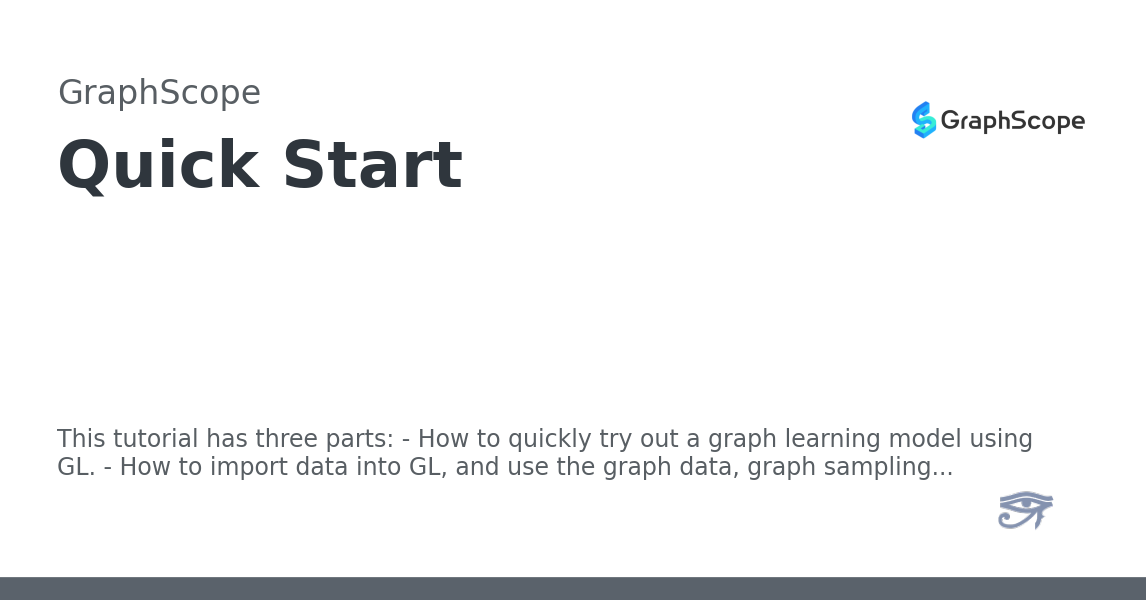 GraphScope
GraphScope
Quick Start
This tutorial has three parts: - How to quickly try out a graph learning model using
GL. - How to import data into GL, and use the graph data, graph sampling...